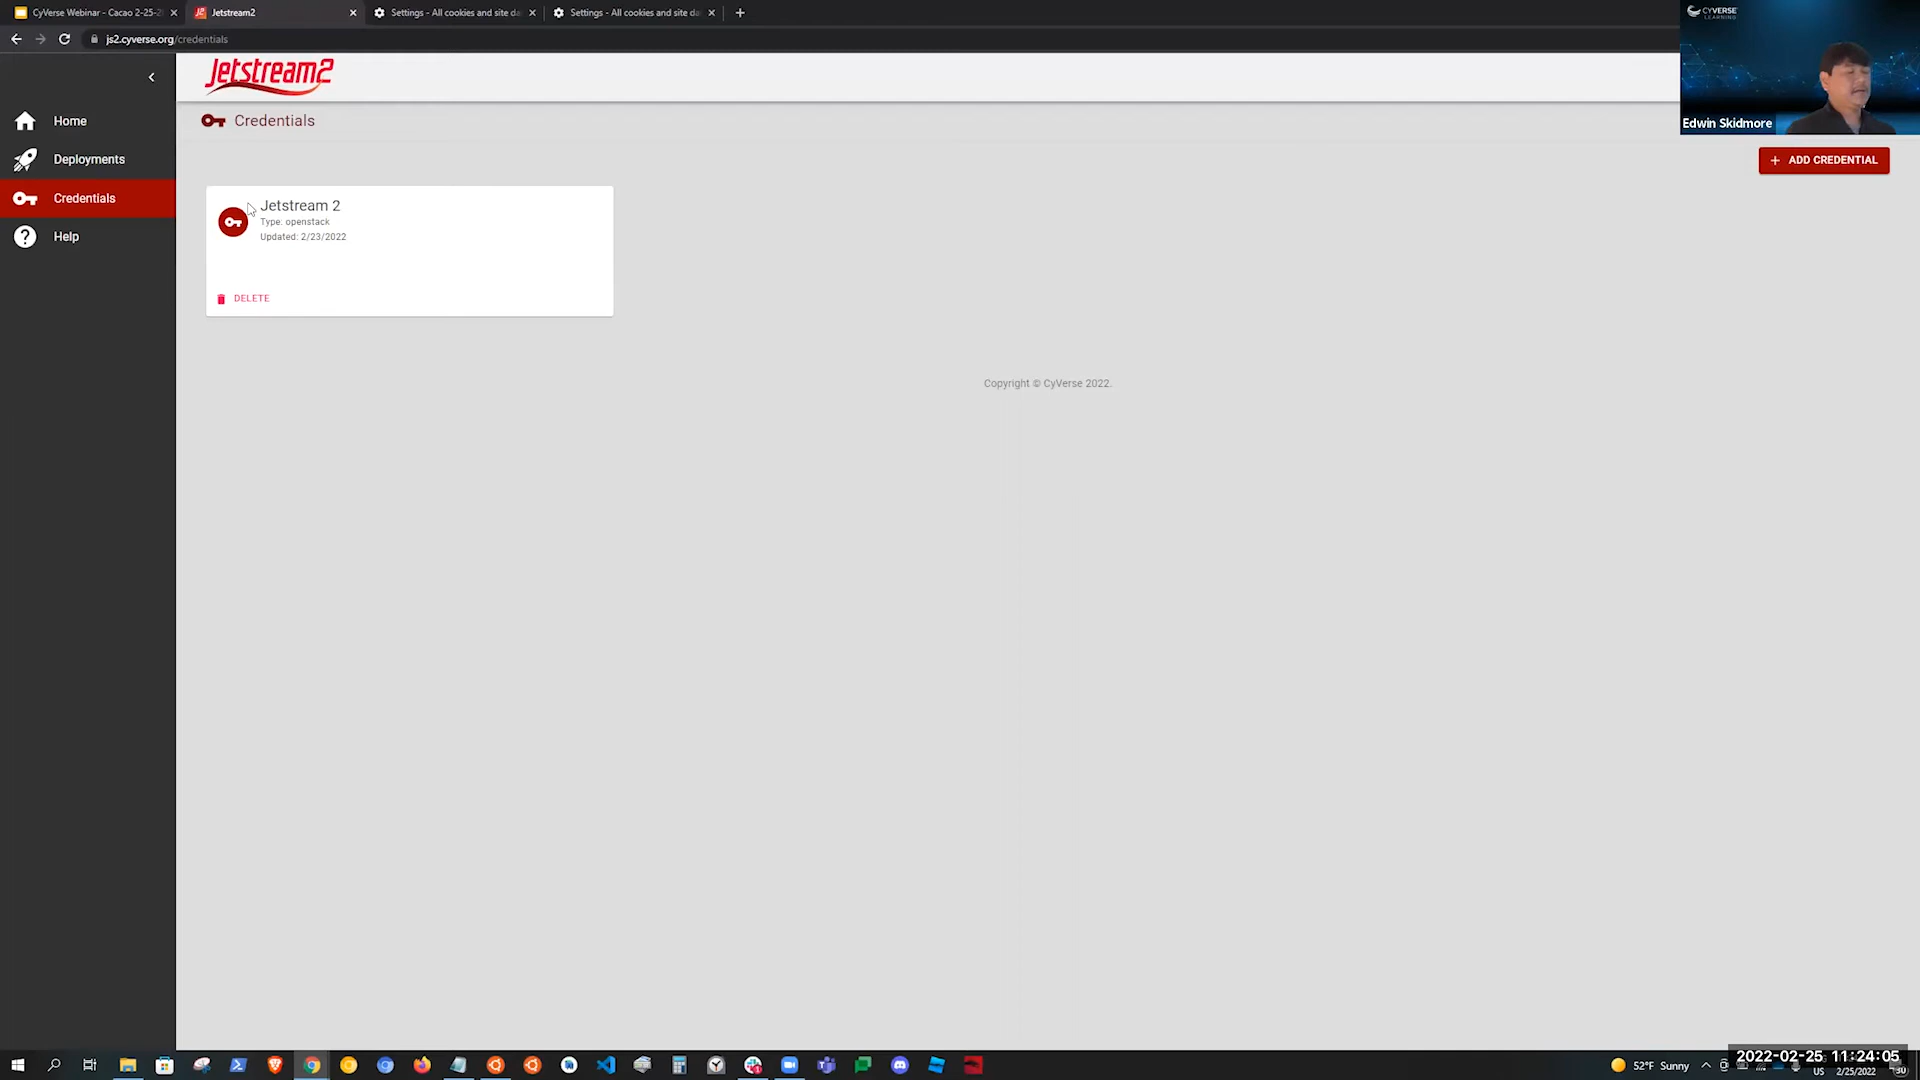 CyVerse Webinar - Cacao 2-25-2
Jetstream2
Settings - All cookies and site da
Settings - All cookies and site da
js2.cyverse.org/credentials
CYVERSE
LEARNING
Edwin Skidmore
Jetstream2
Home
Deployments
Credentials
Help
Credentials
+ ADD CREDENTIAL
Jetstream 2
Type: openstack
Updated: 2/23/2022
DELETE
Copyright © CyVerse 2022.
52°F Sunny
2022-02-25 11:24:05
US
2/25/2022
30